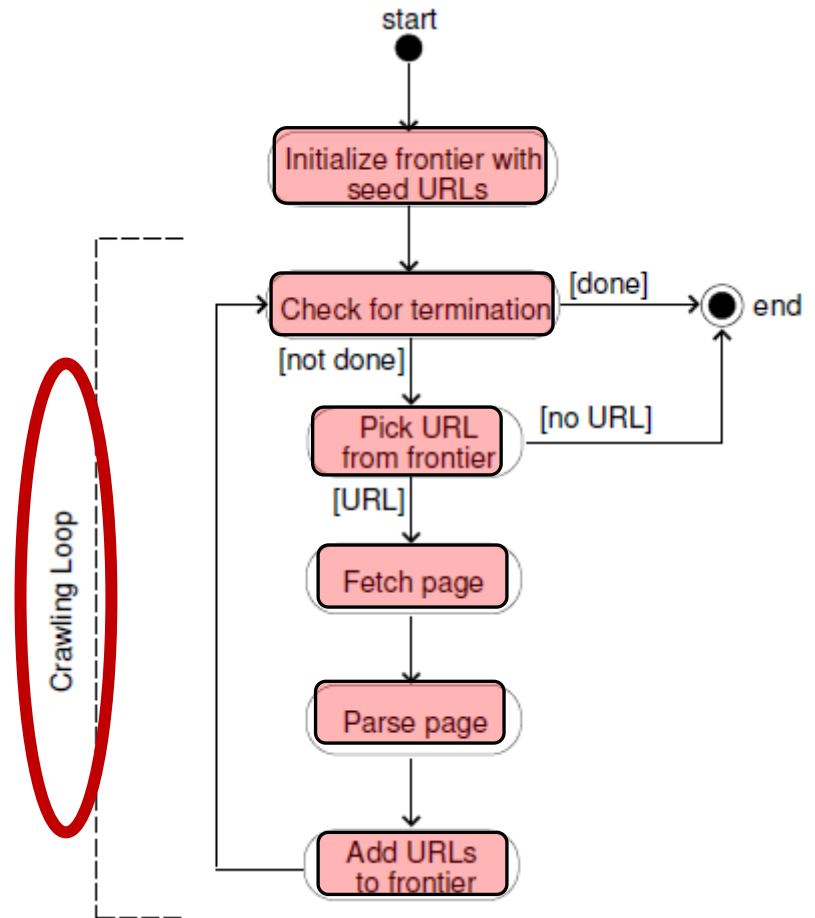 start
Initialize frontier with
seed URLs
Check for termination
[done]
end
[not done]
Pick URL
from frontier
[no URL]
[URL]
Fetch page
Crawling Loop
Parse page
Add URLs
to frontier